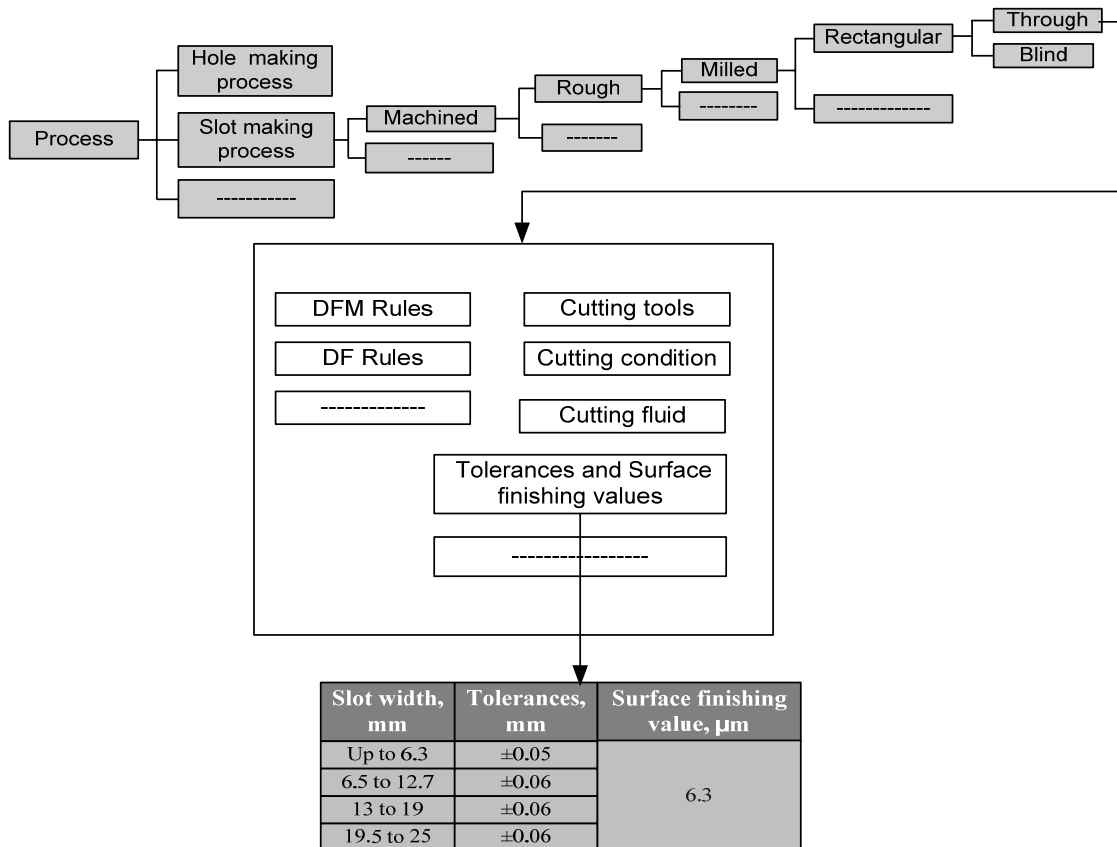 Process
Hole making
process
Slot making
process
-----------
Machined
------
Rough
-------
Milled
--------
Rectangular
-------------
Through
Blind
DFM Rules
DF Rules
-------------
Cutting tools
Cutting condition
Cutting fluid
Tolerances and Surface
finishing values
-----------------
Slot width,
mm
Tolerances,
mm
Surface finishing
value, µm
Up to 6.3
±0.05
6.5 to 12.7
±0.06
13 to 19
±0.06
19.5 to 25
±0.06
6.3